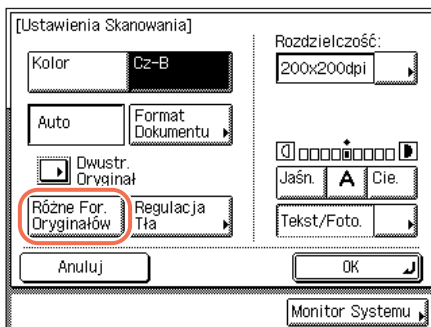 [Ustawienia Skanowania]
Kolor
Cz-B
Rozdzielczość:
200x200dpi
Auto
Format
Dokumentu
Dwustr.
Oryginał
Jaśn.
A
Cie.
Różne For.
Oryginałów
Regulacja
Tła
Tekst/Foto.
Anuluj
OK
Monitor Systemu